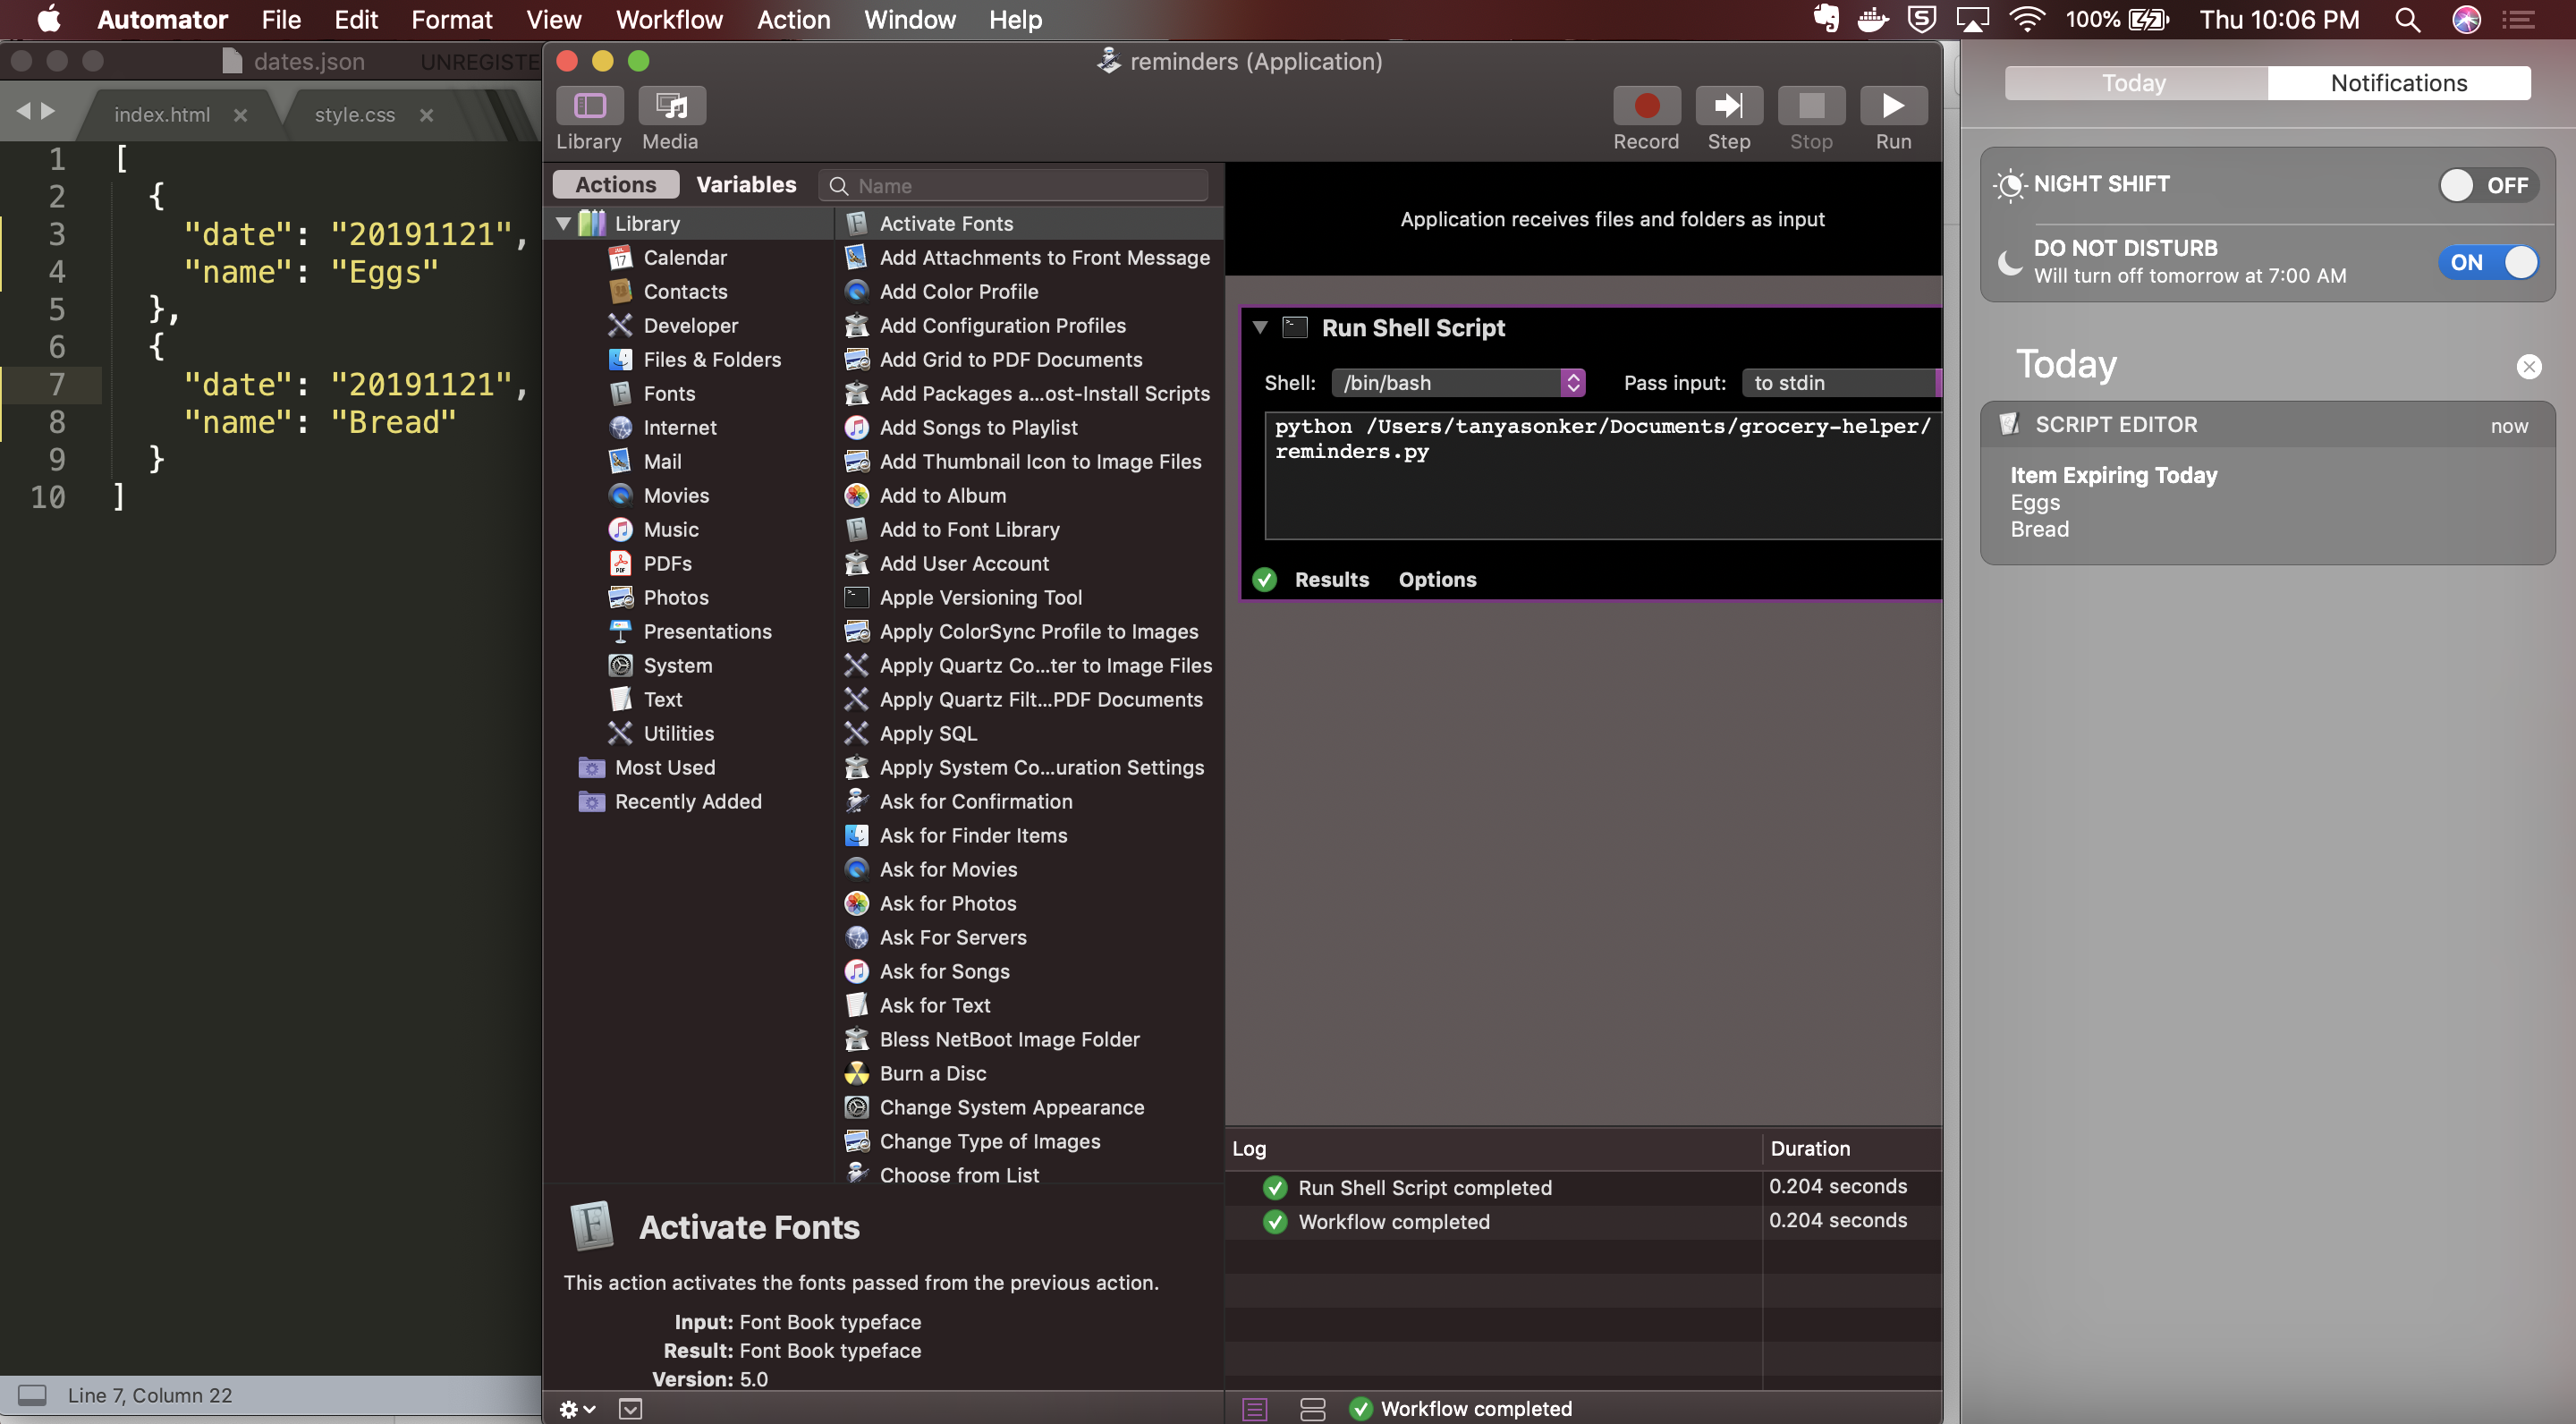 Automator File Edit Format View Workflow Action Window Help
100% Thu 10:06 PM
dates.json UNREGISTE
index.html
style.css
1 [
2 {
3 "date": "20191121",
4 "name": "Eggs"
5 },
6 {
7 "date": "20191121",
8 "name": "Bread"
9 }
10 ]
Line 7, Column 22
reminders (Application)
Library Media
Record Step Stop Run
Actions Variables Name
Library
Calendar
Contacts
Developer
Files & Folders
Fonts
Internet
Mail
Movies
Music
PDFs
Photos
Presentations
System
Text
Utilities
Most Used
Recently Added
Activate Fonts
Add Attachments to Front Message
Add Color Profile
Add Configuration Profiles
Add Grid to PDF Documents
Add Packages a...ost-Install Scripts
Add Songs to Playlist
Add Thumbnail Icon to Image Files
Add to Album
Add to Font Library
Add User Account
Apple Versioning Tool
Apply ColorSync Profile to Images
Apply Quartz Co...ter to Image Files
Apply Quartz Filt...PDF Documents
Apply SQL
Apply System Co...uration Settings
Ask for Confirmation
Ask for Finder Items
Ask for Movies
Ask for Photos
Ask For Servers
Ask for Songs
Ask for Text
Bless NetBoot Image Folder
Burn a Disc
Change System Appearance
Change Type of Images
Choose from List
Activate Fonts
This action activates the fonts passed from the previous action.
Input: Font Book typeface
Result: Font Book typeface
Version: 5.0
Application receives files and folders as input
Run Shell Script
Shell: /bin/bash Pass input: to stdin
python /Users/tanyasonker/Documents/grocery-helper/
reminders.py
Results Options
Log Duration
Run Shell Script completed 0.204 seconds
Workflow completed 0.204 seconds
Workflow completed
Today Notifications
NIGHT SHIFT OFF
DO NOT DISTURB
Will turn off tomorrow at 7:00 AM
ON
Today
SCRIPT EDITOR now
Item Expiring Today
Eggs
Bread